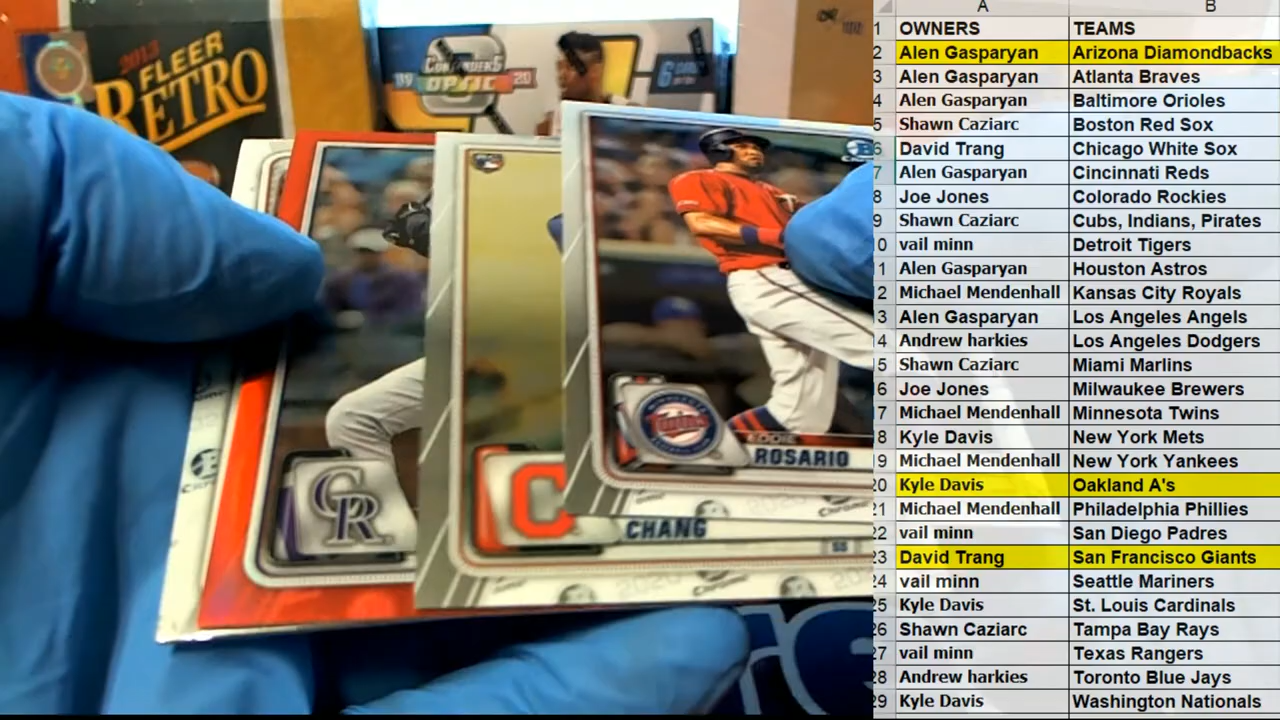 2013
FLEER
RETRO
CONTENDERS
OPTIC
19
20
6
EDDIE
ROSARIO
CHANG
SS
CR
C
A B
1 OWNERS TEAMS
2 Alen Gasparyan Arizona Diamondbacks
3 Alen Gasparyan Atlanta Braves
4 Alen Gasparyan Baltimore Orioles
5 Shawn Caziarc Boston Red Sox
6 David Trang Chicago White Sox
7 Alen Gasparyan Cincinnati Reds
8 Joe Jones Colorado Rockies
9 Shawn Caziarc Cubs, Indians, Pirates
10 vail minn Detroit Tigers
11 Alen Gasparyan Houston Astros
12 Michael Mendenhall Kansas City Royals
13 Alen Gasparyan Los Angeles Angels
14 Andrew harkies Los Angeles Dodgers
15 Shawn Caziarc Miami Marlins
16 Joe Jones Milwaukee Brewers
17 Michael Mendenhall Minnesota Twins
18 Kyle Davis New York Mets
19 Michael Mendenhall New York Yankees
20 Kyle Davis Oakland A's
21 Michael Mendenhall Philadelphia Phillies
22 vail minn San Diego Padres
23 David Trang San Francisco Giants
24 vail minn Seattle Mariners
25 Kyle Davis St. Louis Cardinals
26 Shawn Caziarc Tampa Bay Rays
27 vail minn Texas Rangers
28 Andrew harkies Toronto Blue Jays
29 Kyle Davis Washington Nationals